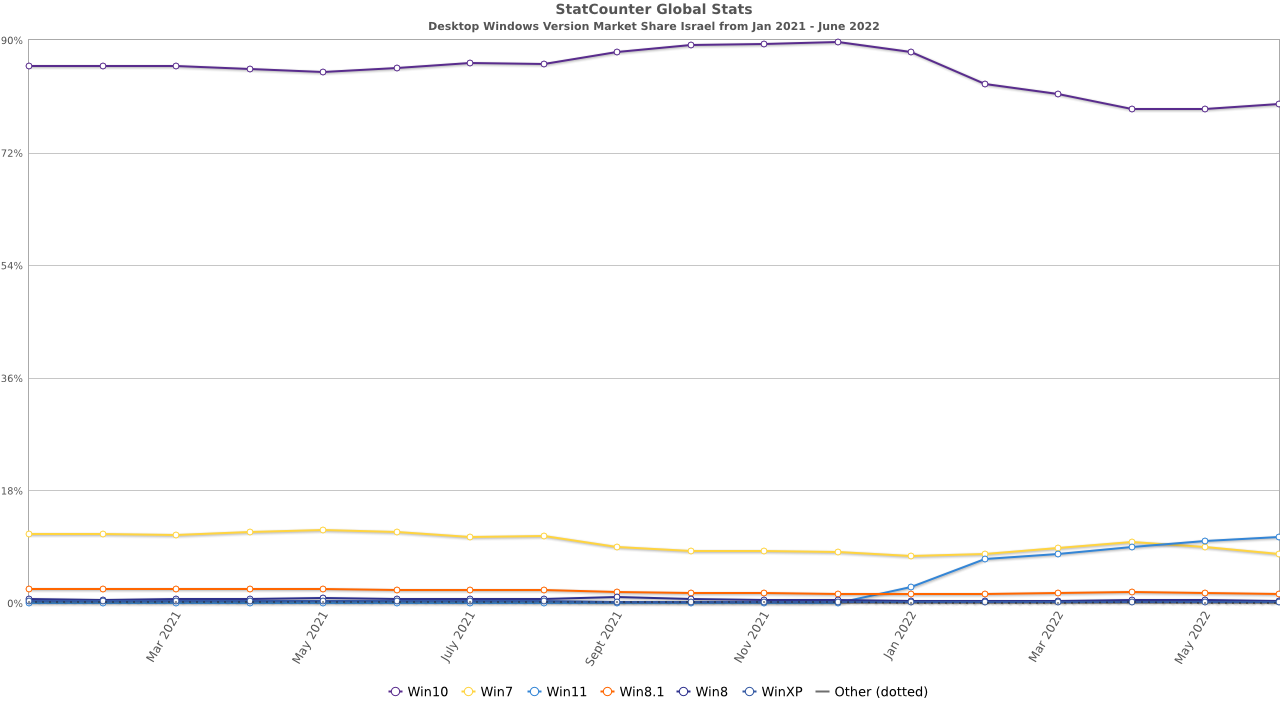 StatCounter Global Stats
Desktop Windows Version Market Share Israel from Jan 2021 - June 2022
90%
72%
54%
36%
18%
0%
Mar 2021 May 2021 July 2021 Sept 2021 Nov 2021 Jan 2022 Mar 2022 May 2022
Win10 Win7 Win11 Win8.1 Win8 WinXP Other (dotted)